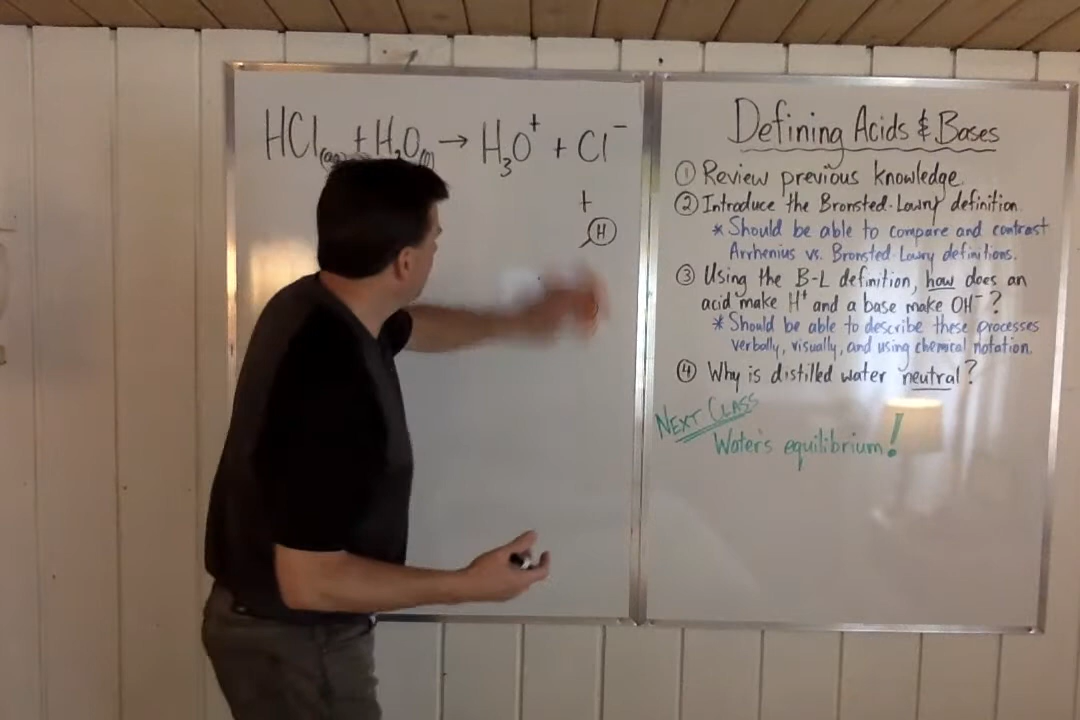 HCl(aq) + H₂O(l) → H₃O⁺ + Cl⁻
+
H
Defining Acids & Bases
① Review previous knowledge.
② Introduce the Bronsted-Lowry definition.
* Should be able to compare and contrast
Arrhenius vs. Bronsted-Lowry definitions.
③ Using the B-L definition, how does an
acid make H⁺ and a base make OH⁻?
* Should be able to describe these processes
verbally, visually, and using chemical notation.
④ Why is distilled water neutral?
NEXT CLASS
Water's equilibrium!